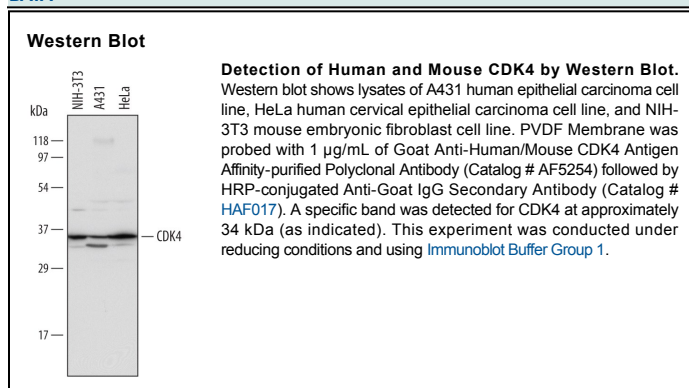 Western Blot
NIH-3T3
A431
HeLa
kDa
118
97
54
37
CDK4
29
17
Detection of Human and Mouse CDK4 by Western Blot.
Western blot shows lysates of A431 human epithelial carcinoma cell
line, HeLa human cervical epithelial carcinoma cell line, and NIH-
3T3 mouse embryonic fibroblast cell line. PVDF Membrane was
probed with 1 µg/mL of Goat Anti-Human/Mouse CDK4 Antigen
Affinity-purified Polyclonal Antibody (Catalog # AF5254) followed by
HRP-conjugated Anti-Goat IgG Secondary Antibody (Catalog #
HAF017). A specific band was detected for CDK4 at approximately
34 kDa (as indicated). This experiment was conducted under
reducing conditions and using Immunoblot Buffer Group 1.